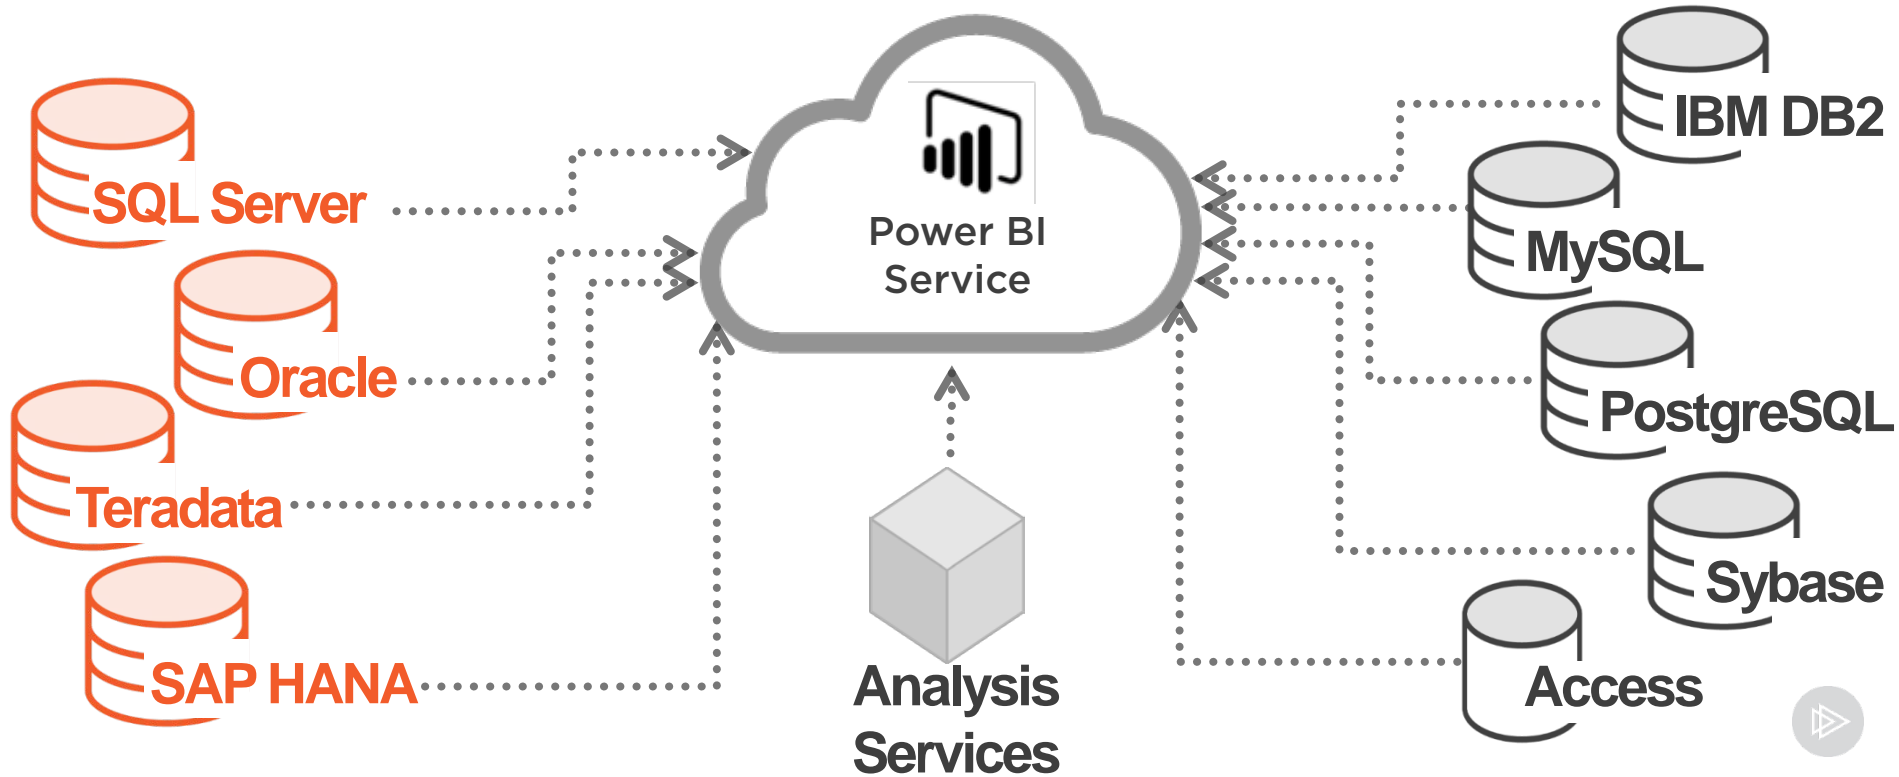 SQL Server
Oracle
Teradata
SAP HANA
Power BI
Service
Analysis
Services
IBM DB2
MySQL
PostgreSQL
Sybase
Access